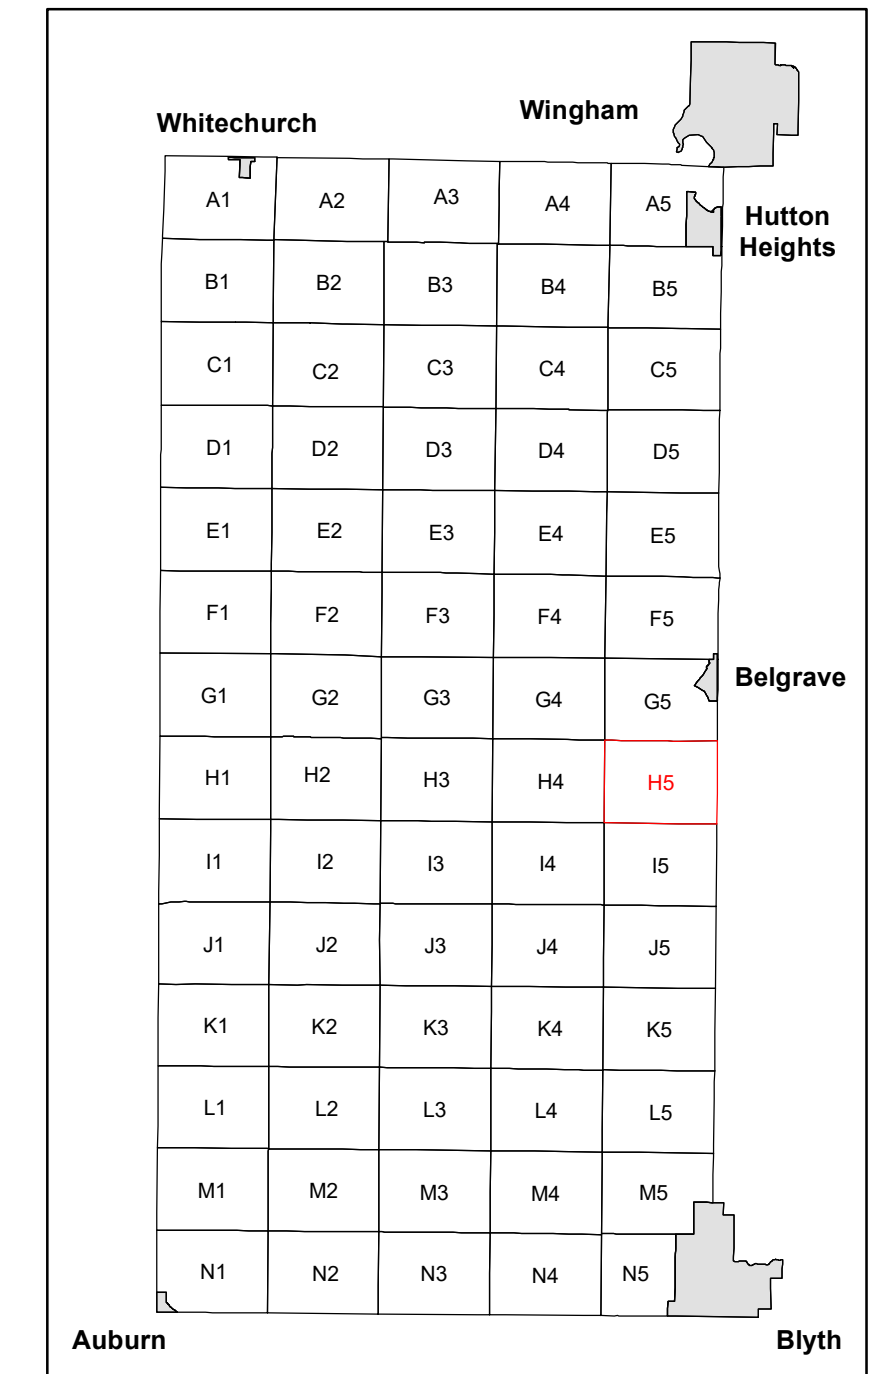 Wingham
Whitechurch
A1 A2 A3 A4 A5
Hutton
Heights
B1 B2 B3 B4 B5
C1 C2 C3 C4 C5
D1 D2 D3 D4 D5
E1 E2 E3 E4 E5
F1 F2 F3 F4 F5
G1 G2 G3 G4 G5
Belgrave
H1 H2 H3 H4 H5
I1 I2 I3 I4 I5
J1 J2 J3 J4 J5
K1 K2 K3 K4 K5
L1 L2 L3 L4 L5
M1 M2 M3 M4 M5
N1 N2 N3 N4 N5
Auburn Blyth